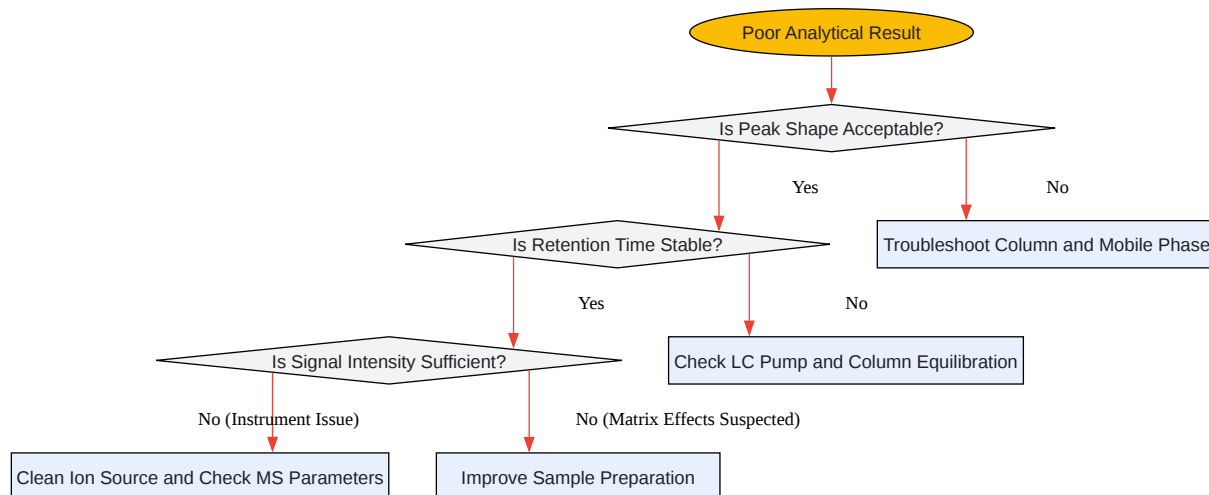 Poor Analytical Result
Is Peak Shape Acceptable?
Yes
No
Is Retention Time Stable?
Troubleshoot Column and Mobile Phase
Yes
No
Is Signal Intensity Sufficient?
Check LC Pump and Column Equilibration
No (Instrument Issue)
No (Matrix Effects Suspected)
Clean Ion Source and Check MS Parameters
Improve Sample Preparation